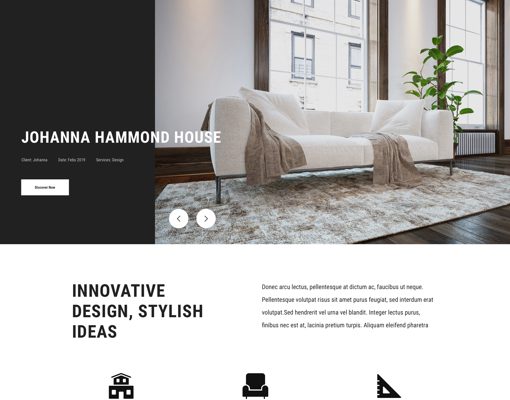 JOHANNA HAMMOND HOUSE
Client: Johanna Date: Febs 2019 Services: Design
Discover Now
INNOVATIVE
DESIGN, STYLISH
IDEAS
Donec arcu lectus, pellentesque at dictum ac, faucibus ut neque.
Pellentesque volutpat risus sit amet purus feugiat, sed interdum erat
volutpat.Sed hendrerit vel urna vel blandit. Integer lectus purus,
finibus nec est at, lacinia pretium turpis. Aliquam eleifend pharetra